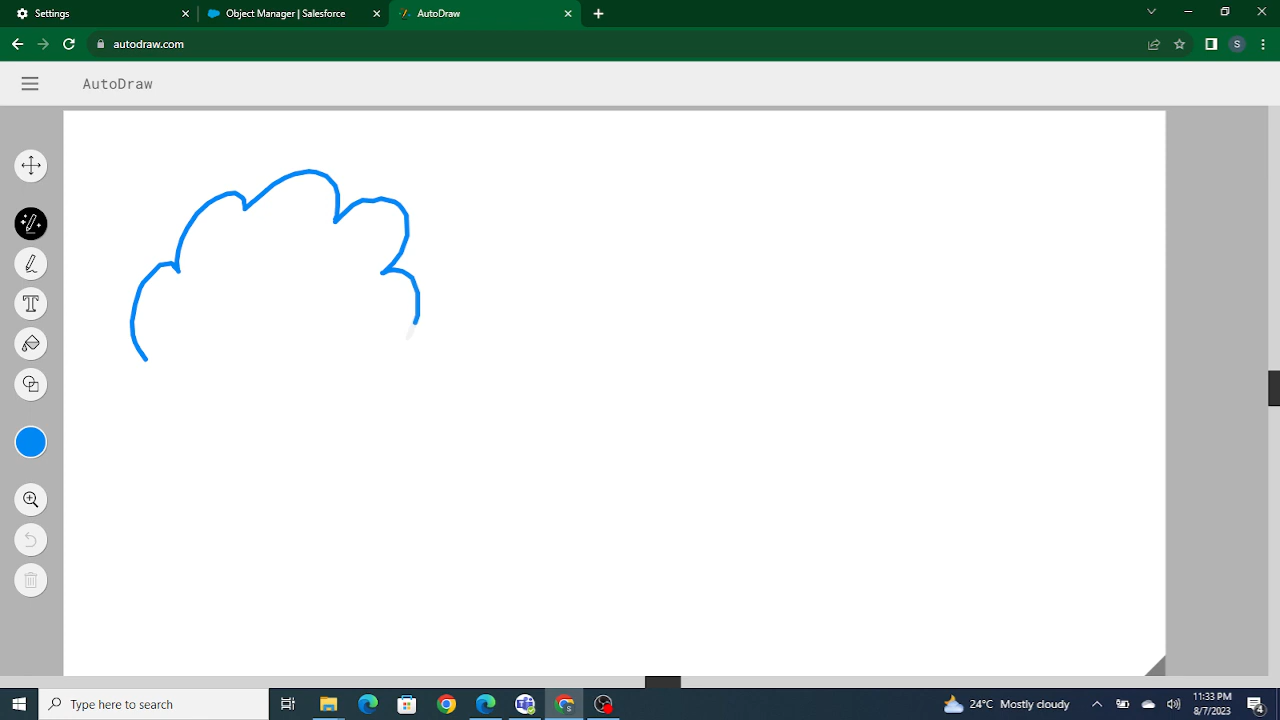 Settings
Object Manager | Salesforce
AutoDraw
autodraw.com
S
AutoDraw
T
Type here to search
S
24°C Mostly cloudy
11:33 PM
8/7/2023
4